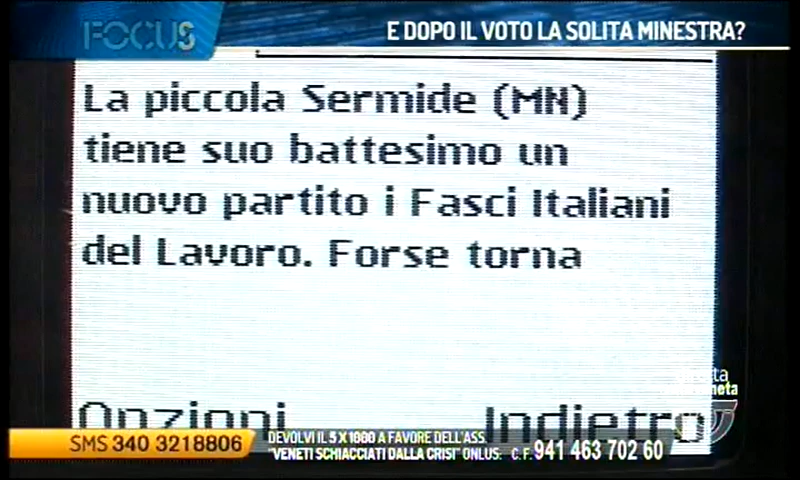 FOCUS
E DOPO IL VOTO LA SOLITA MINESTRA?
La piccola Sermide (MN)
tiene suo battesimo un
nuovo partito i Fasci Italiani
del Lavoro. Forse torna
Opzioni
Indietro
SMS 340 3218806
DEVOLVI IL 5 X 1000 A FAVORE DELL'ASS.
"VENETI SCHIACCIATI DALLA CRISI" ONLUS: C.F. 941 463 702 60